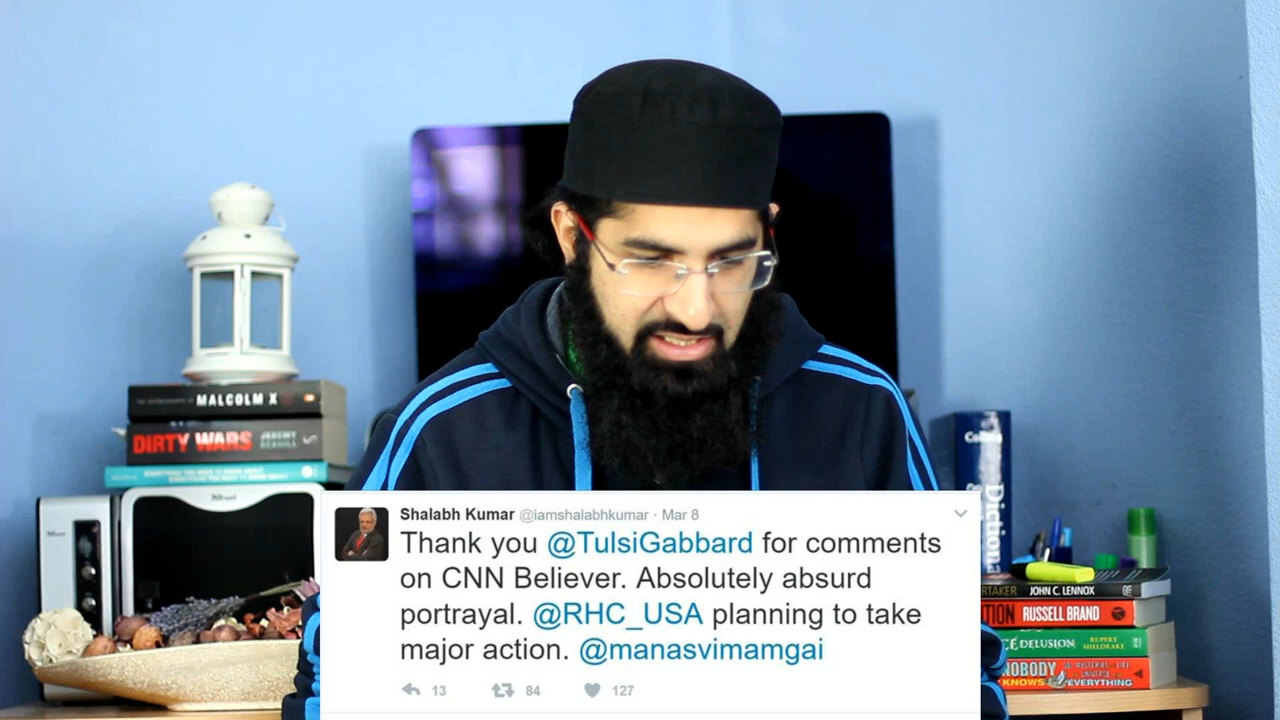 MALCOLM X
DIRTY WARS
JEREMY
Shalabh Kumar @iamshalabhkumar · Mar 8
Thank you @TulsiGabbard for comments
on CNN Believer. Absolutely absurd
portrayal. @RHC_USA planning to take
major action. @manasvimamgai
13 84 127
JOHN C. LENNOX
RUSSELL BRAND
DELUSION RUPERT
SHELDRAKE
NOBODY
KNOWS EVERYTHING